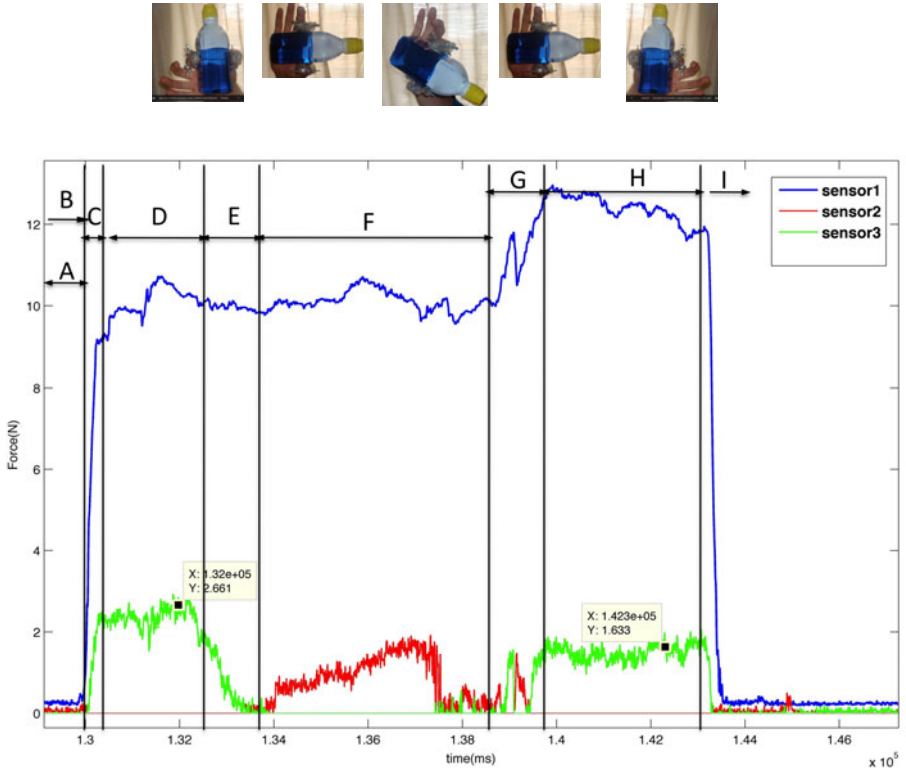 B
C
D
E
F
G
H
I
A
sensor1
sensor2
sensor3
12
10
8
6
4
2
0
Force(N)
X: 1.32e+05
Y: 2.661
X: 1.423e+05
Y: 1.633
1.3
1.32
1.34
1.36
1.38
1.4
1.42
1.44
1.46
time(ms)
x 10⁵